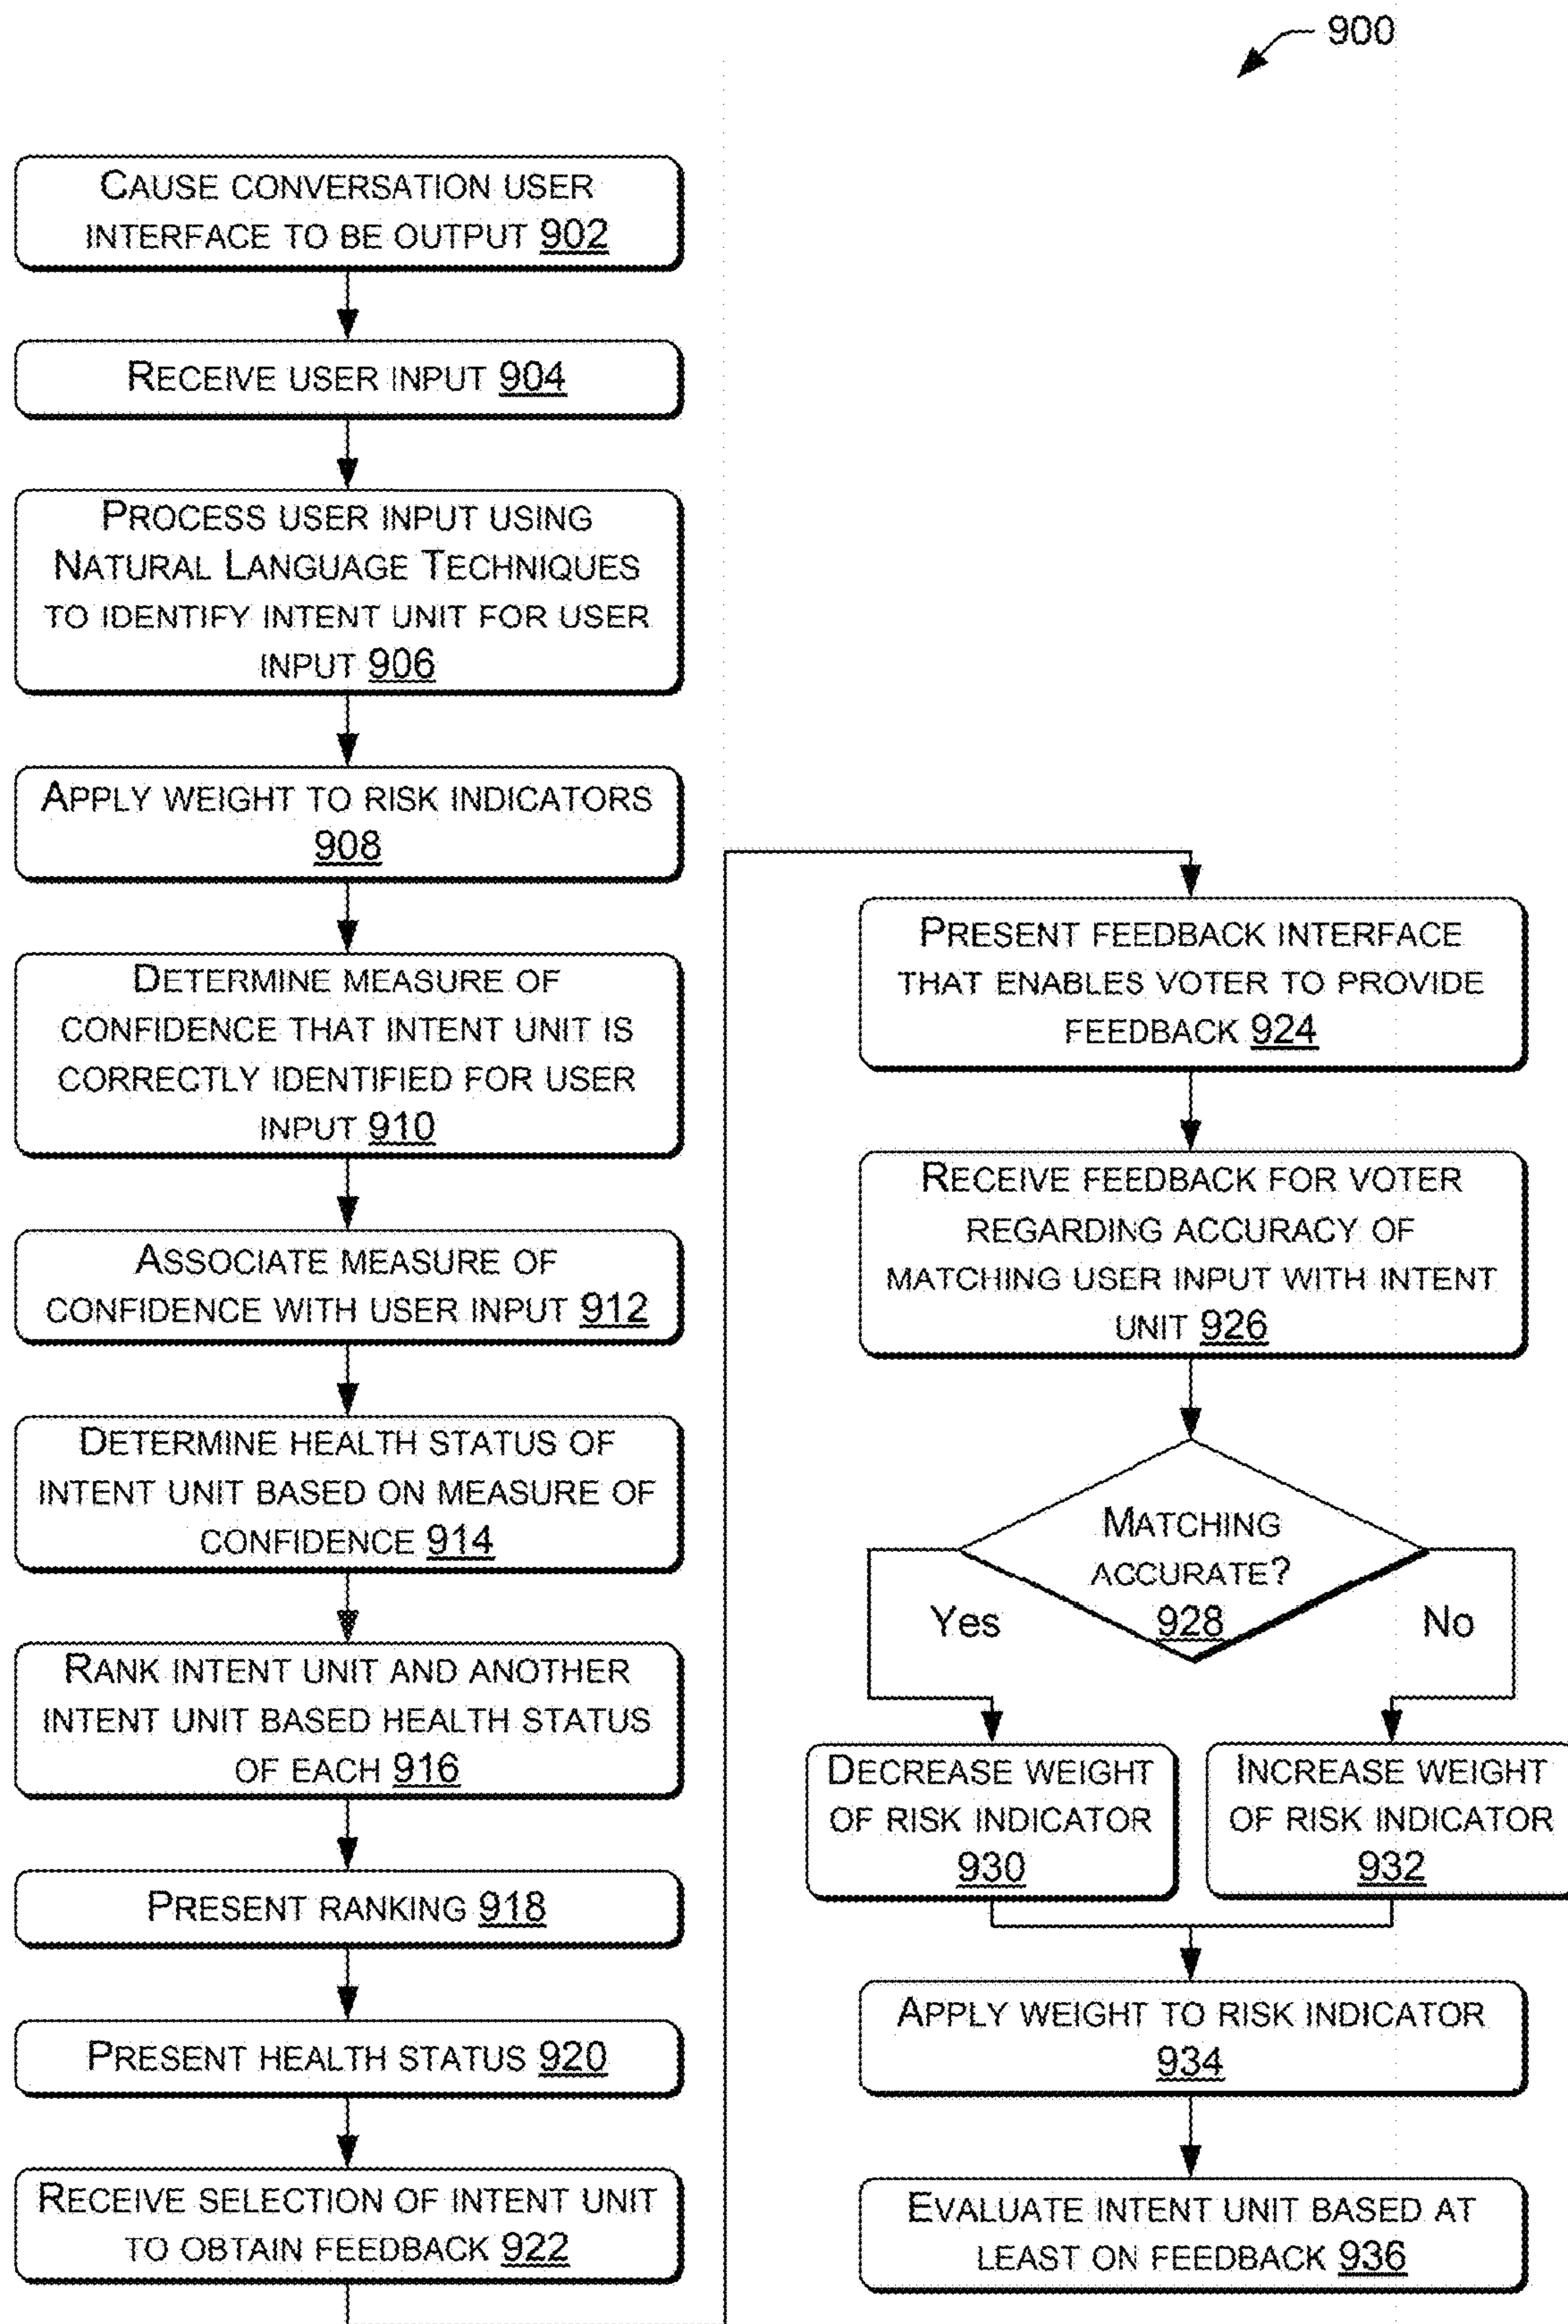 900
CAUSE CONVERSATION USER
INTERFACE TO BE OUTPUT 902
RECEIVE USER INPUT 904
PROCESS USER INPUT USING
NATURAL LANGUAGE TECHNIQUES
TO IDENTIFY INTENT UNIT FOR USER
INPUT 906
APPLY WEIGHT TO RISK INDICATORS
908
DETERMINE MEASURE OF
CONFIDENCE THAT INTENT UNIT IS
CORRECTLY IDENTIFIED FOR USER
INPUT 910
ASSOCIATE MEASURE OF
CONFIDENCE WITH USER INPUT 912
DETERMINE HEALTH STATUS OF
INTENT UNIT BASED ON MEASURE OF
CONFIDENCE 914
RANK INTENT UNIT AND ANOTHER
INTENT UNIT BASED HEALTH STATUS
OF EACH 916
PRESENT RANKING 918
PRESENT HEALTH STATUS 920
RECEIVE SELECTION OF INTENT UNIT
TO OBTAIN FEEDBACK 922
PRESENT FEEDBACK INTERFACE
THAT ENABLES VOTER TO PROVIDE
FEEDBACK 924
RECEIVE FEEDBACK FOR VOTER
REGARDING ACCURACY OF
MATCHING USER INPUT WITH INTENT
UNIT 926
MATCHING
ACCURATE?
928
Yes
No
DECREASE WEIGHT
OF RISK INDICATOR
930
INCREASE WEIGHT
OF RISK INDICATOR
932
APPLY WEIGHT TO RISK INDICATOR
934
EVALUATE INTENT UNIT BASED AT
LEAST ON FEEDBACK 936